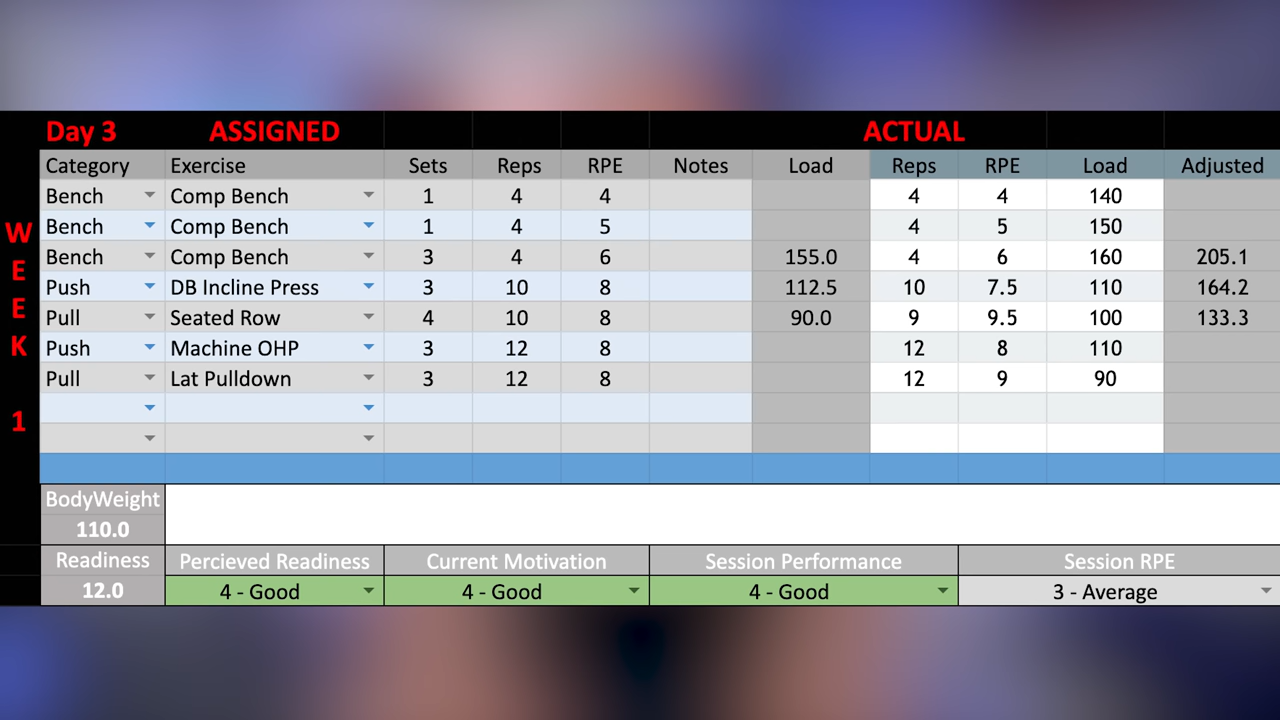 Day 3 ASSIGNED ACTUAL
Category Exercise Sets Reps RPE Notes Load Reps RPE Load Adjusted
Bench Comp Bench 1 4 4 4 4 140
Bench Comp Bench 1 4 5 4 5 150
Bench Comp Bench 3 4 6 155.0 4 6 160 205.1
Push DB Incline Press 3 10 8 112.5 10 7.5 110 164.2
Pull Seated Row 4 10 8 90.0 9 9.5 100 133.3
Push Machine OHP 3 12 8 12 8 110
Pull Lat Pulldown 3 12 8 12 9 90
WEEK 1
BodyWeight
110.0
Readiness Percieved Readiness Current Motivation Session Performance Session RPE
12.0 4 - Good 4 - Good 4 - Good 3 - Average